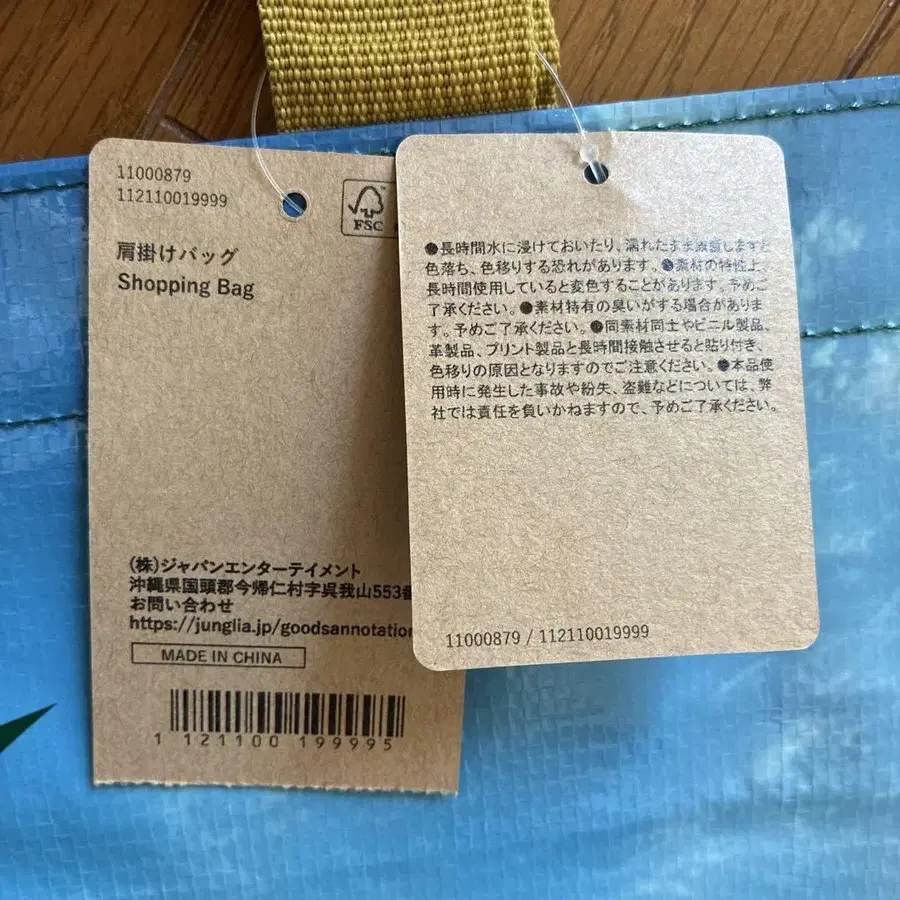 11000879
112110019999
FSC
肩掛けバッグ
Shopping Bag
(株)ジャパンエンターテイメント
沖縄県国頭郡今帰仁村字呉我山553番
お問い合わせ
https://junglia.jp/goodsannotation
MADE IN CHINA
1 121100 199995
●長時間水に浸けておいたり、濡れたまま放置しますと
色落ち、色移りする恐れがあります。●素材の特性上、
長時間使用していると変色することがあります。予めご
了承ください。●素材特有の臭いがする場合がありま
す。予めご了承ください。●同素材同士やビニル製品、
革製品、プリント製品と長時間接触させると貼り付き、
色移りの原因となりますのでご注意ください。●本品使
用時に発生した事故や紛失、盗難などについては、弊
社では責任を負いかねますので、予めご了承ください。
11000879 / 112110019999